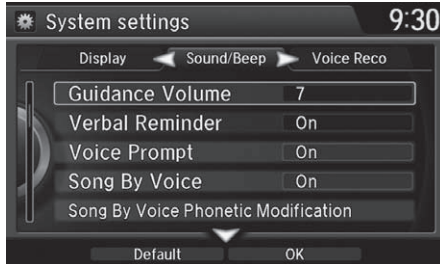 System settings 9:30
Display Sound/Beep Voice Reco
Guidance Volume 7
Verbal Reminder On
Voice Prompt On
Song By Voice On
Song By Voice Phonetic Modification
Default OK